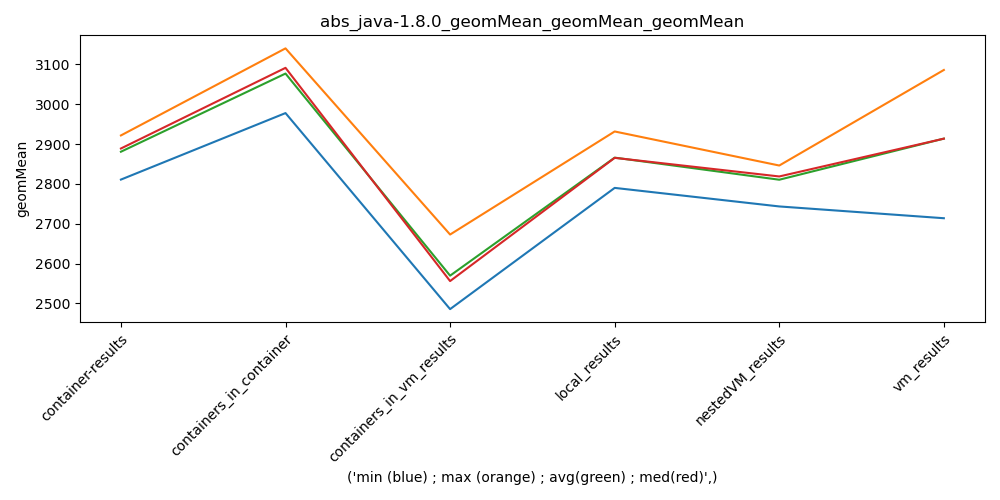 abs_java-1.8.0_geomMean_geomMean_geomMean
geomMean
3100
3000
2900
2800
2700
2600
2500
container-results
containers_in_container
containers_in_vm_results
local_results
nestedVM_results
vm_results
('min (blue) ; max (orange) ; avg(green) ; med(red)',)